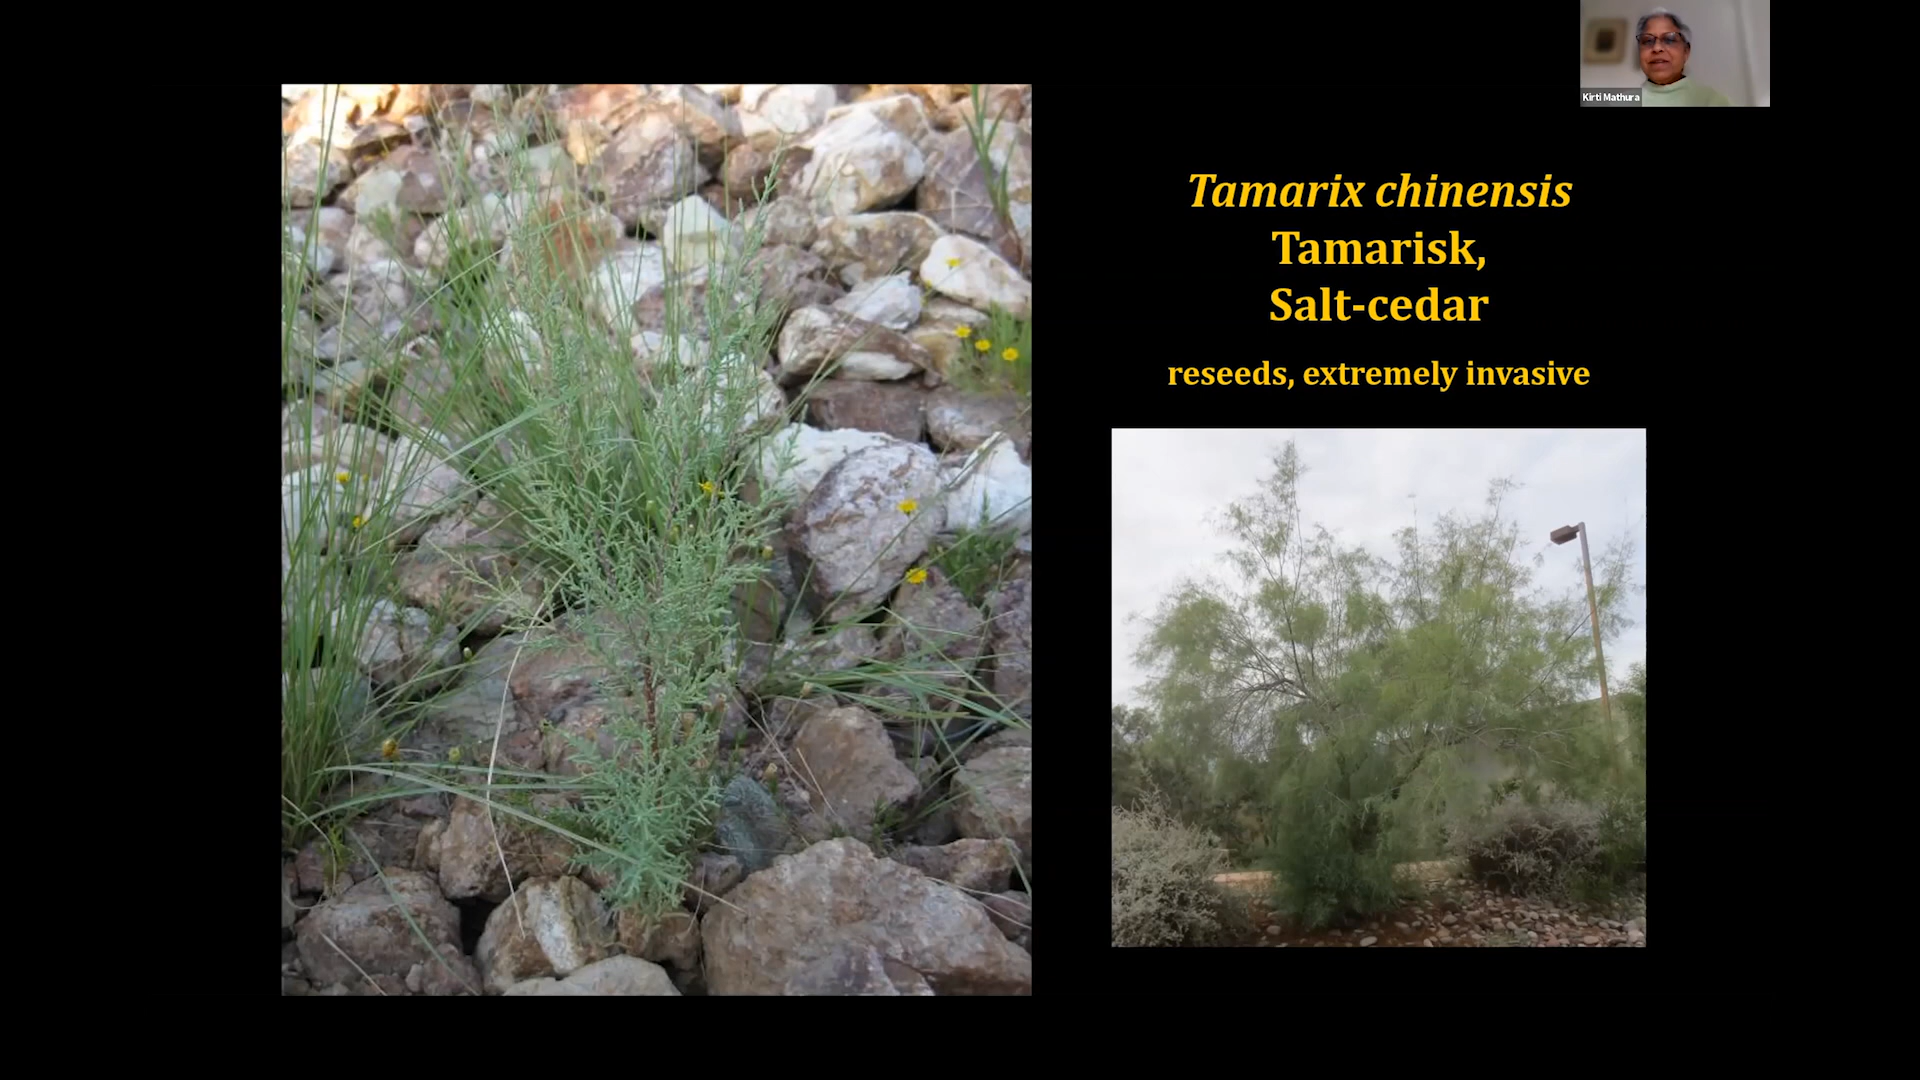 Kirti Mathura
Tamarix chinensis
Tamarisk,
Salt-cedar
reseeds, extremely invasive